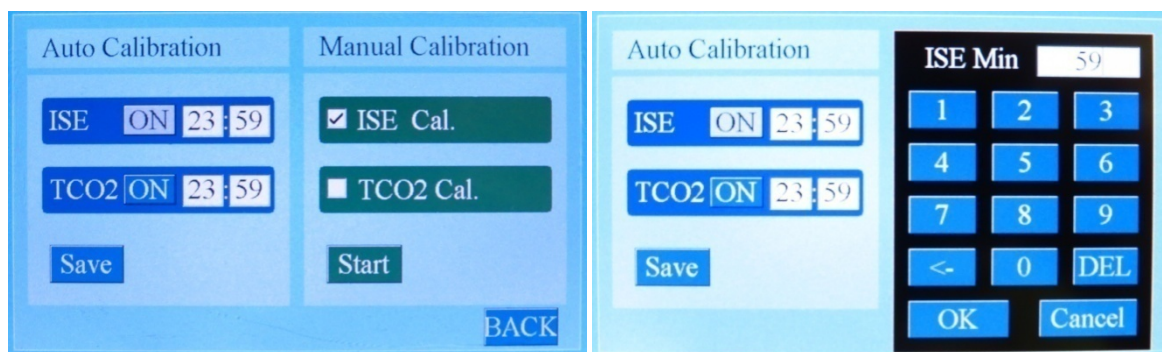 Auto Calibration
ISE ON 23:59
TCO2 ON 23:59
Save
Manual Calibration
ISE Cal.
TCO2 Cal.
Start
BACK
Auto Calibration
ISE ON 23:59
TCO2 ON 23:59
Save
ISE Min 59
1 2 3
4 5 6
7 8 9
<- 0 DEL
OK Cancel